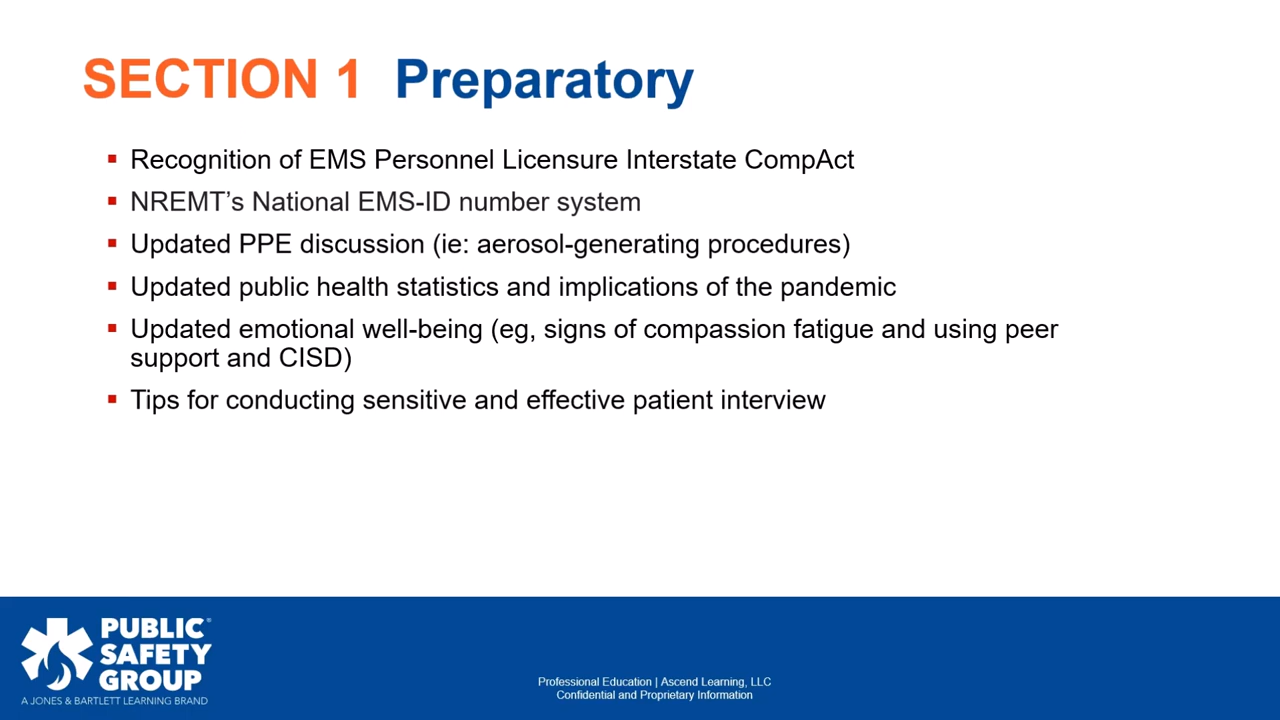 SECTION 1 Preparatory
▪ Recognition of EMS Personnel Licensure Interstate CompAct
▪ NREMT’s National EMS-ID number system
▪ Updated PPE discussion (ie: aerosol-generating procedures)
▪ Updated public health statistics and implications of the pandemic
▪ Updated emotional well-being (eg, signs of compassion fatigue and using peer
support and CISD)
▪ Tips for conducting sensitive and effective patient interview
PUBLIC®
SAFETY
GROUP
A JONES & BARTLETT LEARNING BRAND
Professional Education | Ascend Learning, LLC
Confidential and Proprietary Information